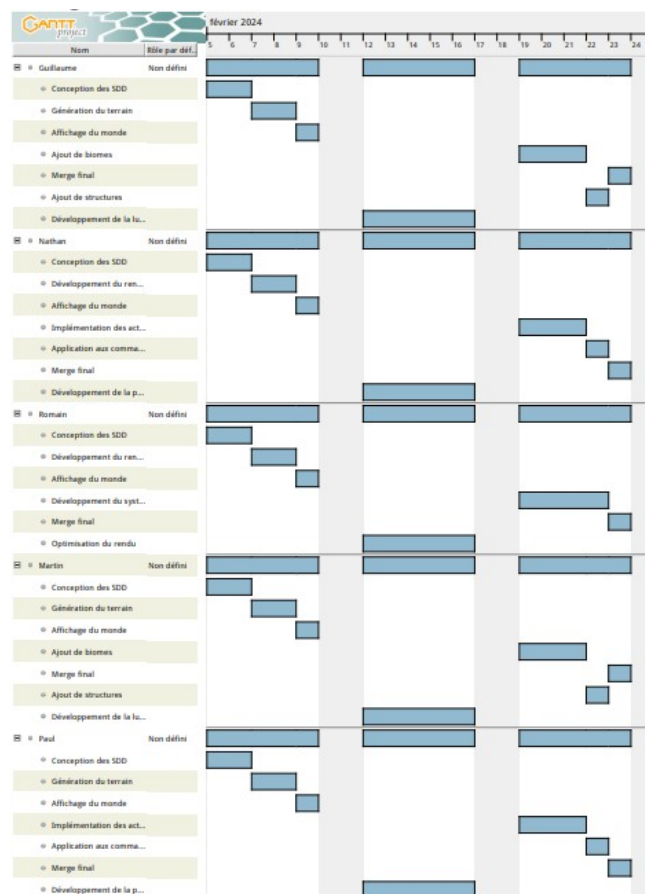 GANTT
project
février 2024
Nom Rôle par déf...
5 6 7 8 9 10 11 12 13 14 15 16 17 18 19 20 21 22 23 24
Guillaume Non défini
Conception des SDD
Génération du terrain
Affichage du monde
Ajout de biomes
Merge final
Ajout de structures
Développement de la lu...
Nathan Non défini
Conception des SDD
Développement du ren...
Affichage du monde
Implémentation des act...
Application aux comma...
Merge final
Développement de la p...
Romain Non défini
Conception des SDD
Développement du ren...
Affichage du monde
Développement du syst...
Merge final
Optimisation du rendu
Martin Non défini
Conception des SDD
Génération du terrain
Affichage du monde
Ajout de biomes
Merge final
Ajout de structures
Développement de la lu...
Paul Non défini
Conception des SDD
Génération du terrain
Affichage du monde
Implémentation des act...
Application aux comma...
Merge final
Développement de la p...